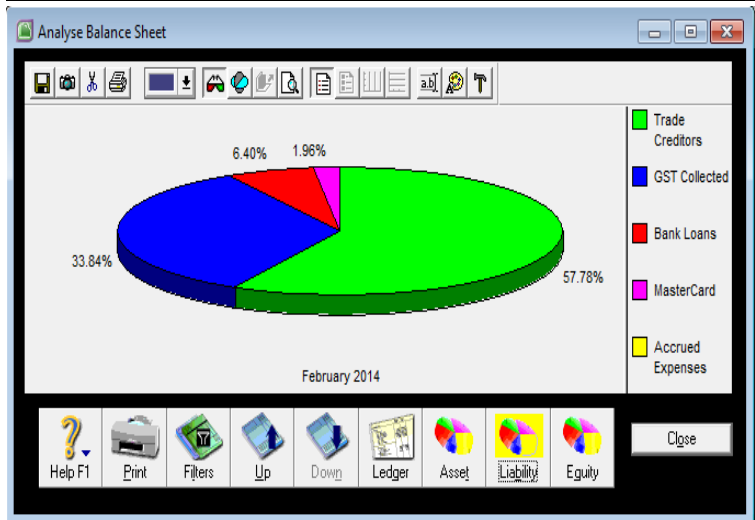 Analyse Balance Sheet
a.b
6.40%
1.96%
33.84%
57.78%
February 2014
Trade
Creditors
GST Collected
Bank Loans
MasterCard
Accrued
Expenses
Help F1
Print
Filters
Up
Down
Ledger
Asset
Liability
Equity
Close